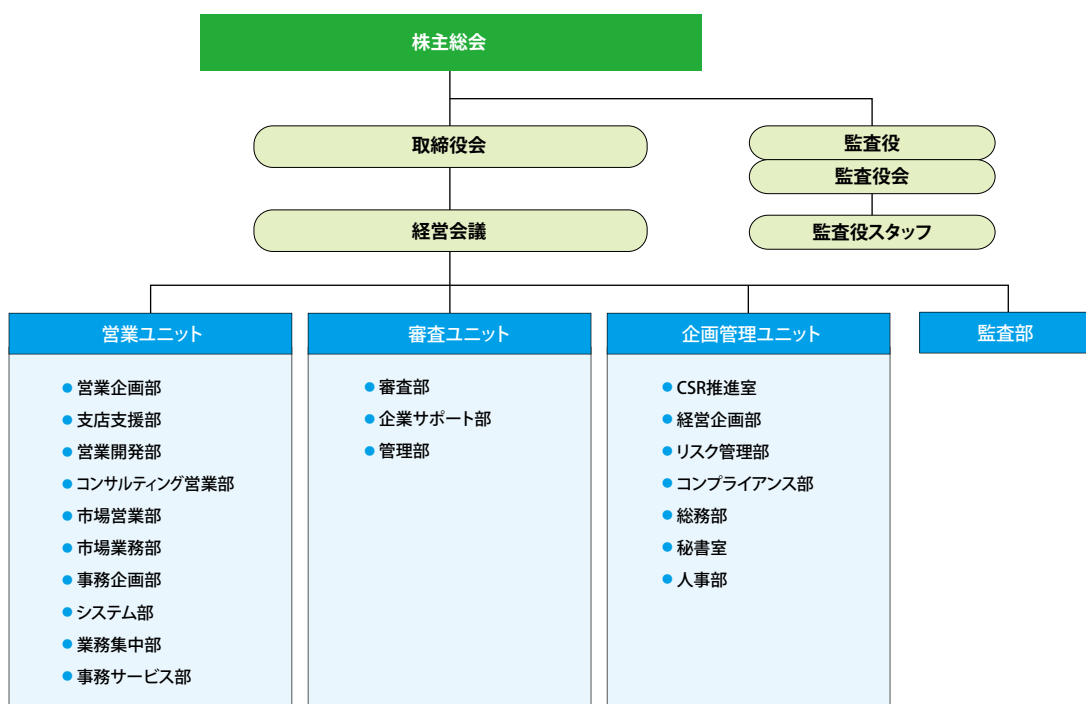 株主総会
取締役会
監査役
監査役会
経営会議
監査役スタッフ
営業ユニット
営業企画部
支店支援部
営業開発部
コンサルティング営業部
市場営業部
市場業務部
事務企画部
システム部
業務集中部
事務サービス部
審査ユニット
審査部
企業サポート部
管理部
企画管理ユニット
CSR推進室
経営企画部
リスク管理部
コンプライアンス部
総務部
秘書室
人事部
監査部